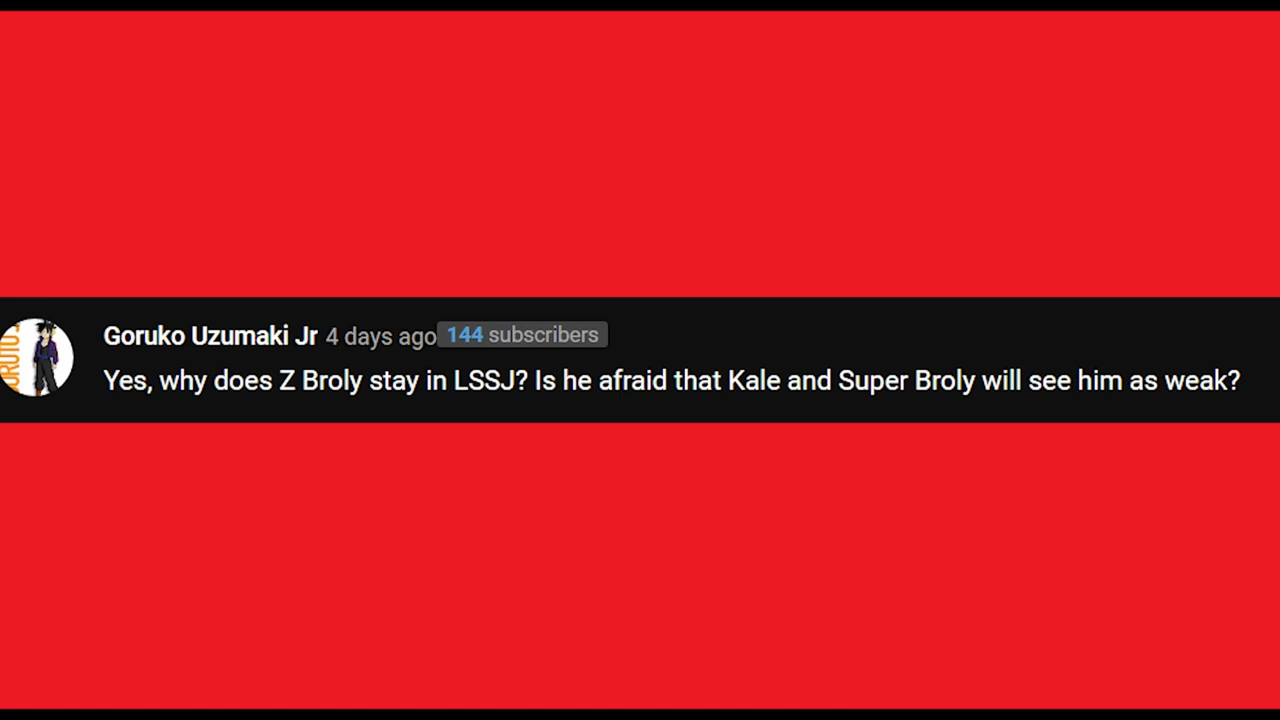 Goruko Uzumaki Jr 4 days ago 144 subscribers
Yes, why does Z Broly stay in LSSJ? Is he afraid that Kale and Super Broly will see him as weak?